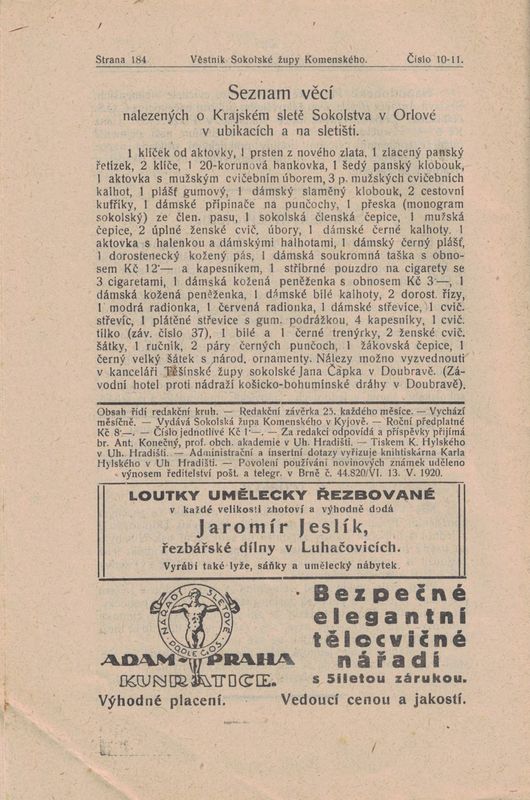 Strana 184 Věstník Sokolské župy Komenského. Číslo 10-11.
Seznam věcí
nalezených o Krajském sletě Sokolstva v Orlové
v ubikacích a na sletišti.
1 klíček od aktovky, 1 prsten z nového zlata, 1 zlacený panský
řetízek, 2 klíče, 1 20-korunová bankovka, 1 šedý panský klobouk,
1 aktovka s mužským cvičebním úborem, 3 p. mužských cvičebních
kalhot, 1 plášť gumový, 1 dámský slaměný klobouk, 2 cestovní
kufříky, 1 dámské připínače na punčochy, 1 přeska (monogram
sokolský) ze člen. pasu, 1 sokolská členská čepice, 1 mužská
čepice, 2 úplné ženské cvič. úbory, 1 dámské černé kalhoty, 1
aktovka s halenkou a dámskými halhotami, 1 dámský černý plášť,
1 dorostenecký kožený pás, 1 dámská soukromná taška s obno-
sem Kč 12·— a kapesníkem, 1 stříbrné pouzdro na cigarety se
3 cigaretami, 1 dámská kožená peněženka s obnosem Kč 3·—, 1
dámská kožená peněženka, 1 dámské bílé kalhoty, 2 dorost. řízy,
1 modrá radionka, 1 červená radionka, 1 dámské střevíce, 1 cvič.
střevíc, 1 plátěné střevíce s gum. podrážkou, 4 kapesníky, 1 cvič.
tilko (záv. číslo 37), 1 bílé a 1 černé trenýrky, 2 ženské cvič.
šátky, 1 ručník, 2 páry černých punčoch, 1 žákovská čepice, 1
černý velký šátek s národ. ornamenty. Nálezy možno vyzvednouti
v kanceláři Těšínské župy sokolské Jana Čapka v Doubravě. (Zá-
vodní hotel proti nádraží košicko-bohumínské dráhy v Doubravě).
Obsah řídí redakční kruh. — Redakční závěrka 25. každého měsíce. — Vychází
měsíčně. — Vydává Sokolská župa Komenského v Kyjově. — Roční předplatné
Kč 8·—. — Číslo jednotlivé Kč 1·—. — Za redakci odpovídá a příspěvky přijímá
br. Ant. Konečný, prof. obch. akademie v Uh. Hradišti. — Tiskem K. Hylského
v Uh. Hradišti. — Administrační a insertní dotazy vyřizuje knihtiskárna Karla
Hylského v Uh Hradišti. — Povolení používání novinových známek uděleno
výnosem ředitelství pošt. a telegr. v Brně č. 44.820/VI. 13. V. 1920.
LOUTKY UMĚLECKY ŘEZBOVANÉ
v každé velikosti zhotoví a výhodně dodá
Jaromír Jeslík,
řezbářské dílny v Luhačovicích.
Vyrábí také lyže, sáňky a umělecký nábytek.
NÁŘADÍ SLETOVÉ
PODLE Č.O.S.
ADAM-PRAHA
KUNRATICE.
Bezpečné
elegantní
tělocvičné
nářadí
s 5iletou zárukou.
Výhodné placení. Vedoucí cenou a jakostí.